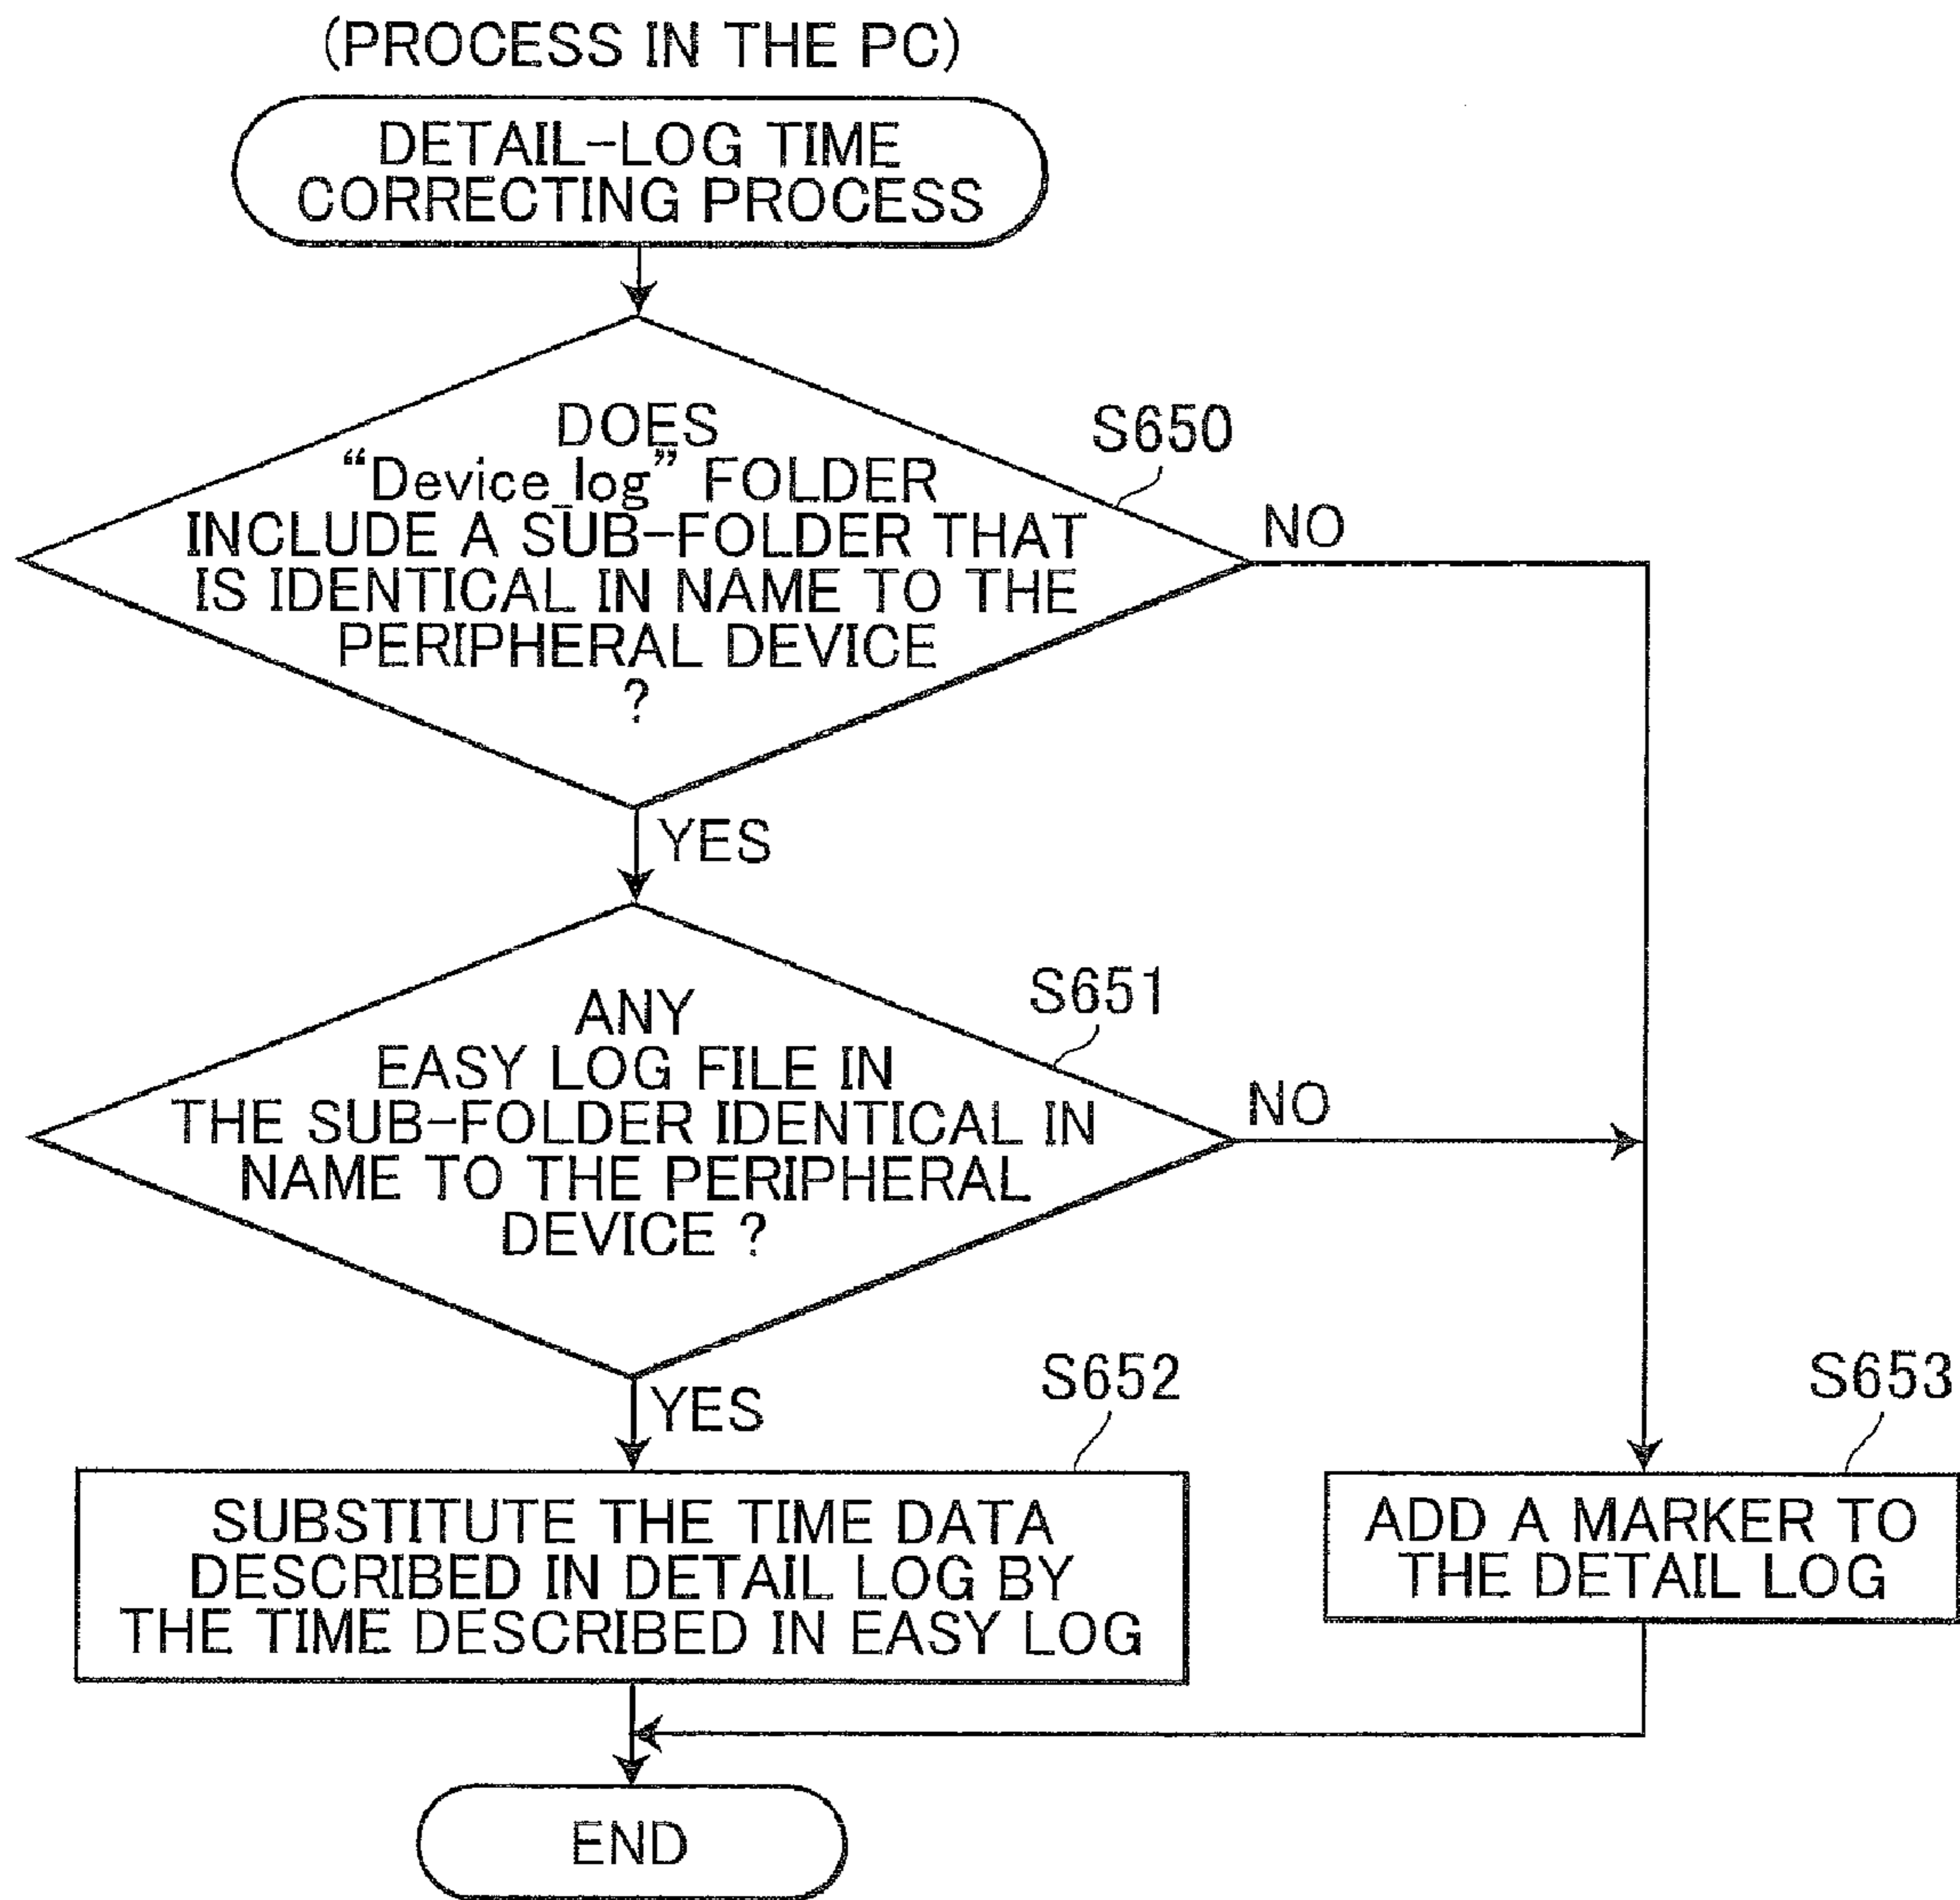 (PROCESS IN THE PC)
DETAIL-LOG TIME
CORRECTING PROCESS
DOES
“Device_log” FOLDER
INCLUDE A SUB-FOLDER THAT
IS IDENTICAL IN NAME TO THE
PERIPHERAL DEVICE
?
S650
NO
YES
ANY
EASY LOG FILE IN
THE SUB-FOLDER IDENTICAL IN
NAME TO THE PERIPHERAL
DEVICE ?
S651
NO
YES
S652
SUBSTITUTE THE TIME DATA
DESCRIBED IN DETAIL LOG BY
THE TIME DESCRIBED IN EASY LOG
S653
ADD A MARKER TO
THE DETAIL LOG
END